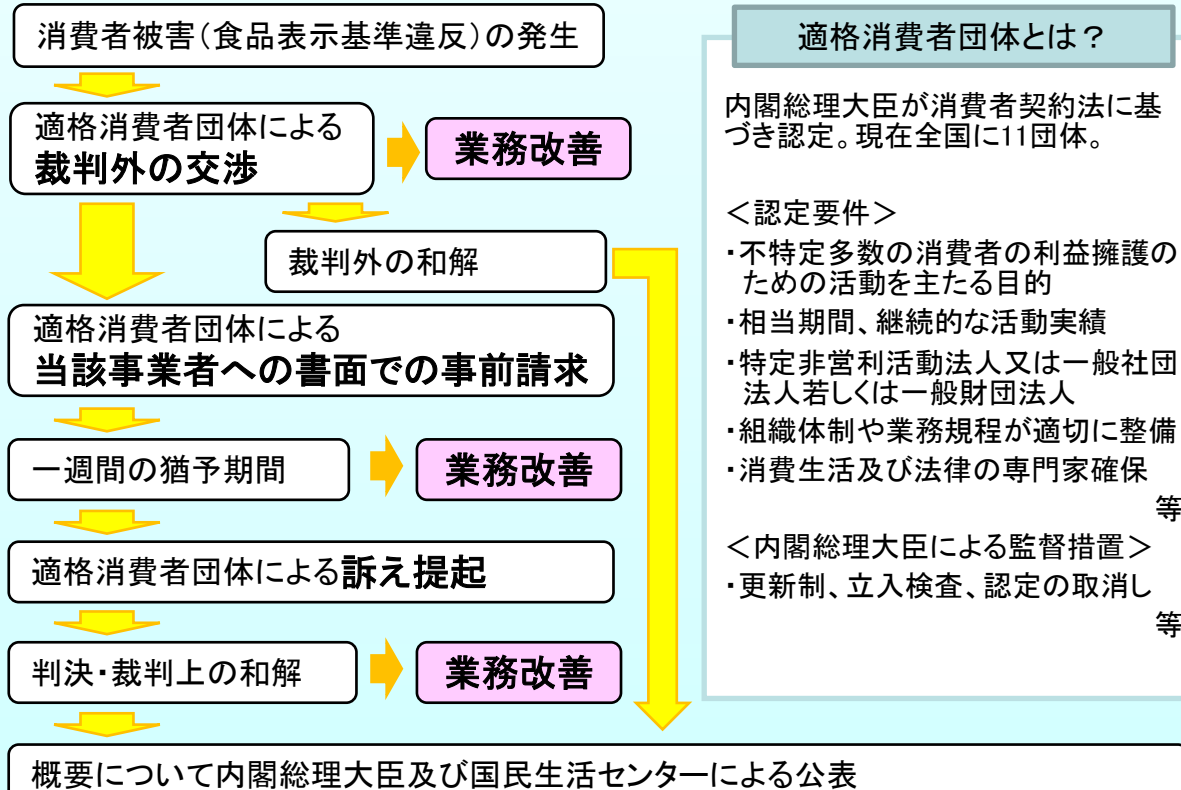 消費者被害(食品表示基準違反)の発生
適格消費者団体による
裁判外の交渉
業務改善
裁判外の和解
適格消費者団体による
当該事業者への書面での事前請求
一週間の猶予期間
業務改善
適格消費者団体による訴え提起
判決・裁判上の和解
業務改善
概要について内閣総理大臣及び国民生活センターによる公表
適格消費者団体とは?
内閣総理大臣が消費者契約法に基
づき認定。現在全国に11団体。
<認定要件>
・不特定多数の消費者の利益擁護の
ための活動を主たる目的
・相当期間、継続的な活動実績
・特定非営利活動法人又は一般社団
法人若しくは一般財団法人
・組織体制や業務規程が適切に整備
・消費生活及び法律の専門家確保
等
<内閣総理大臣による監督措置>
・更新制、立入検査、認定の取消し
等